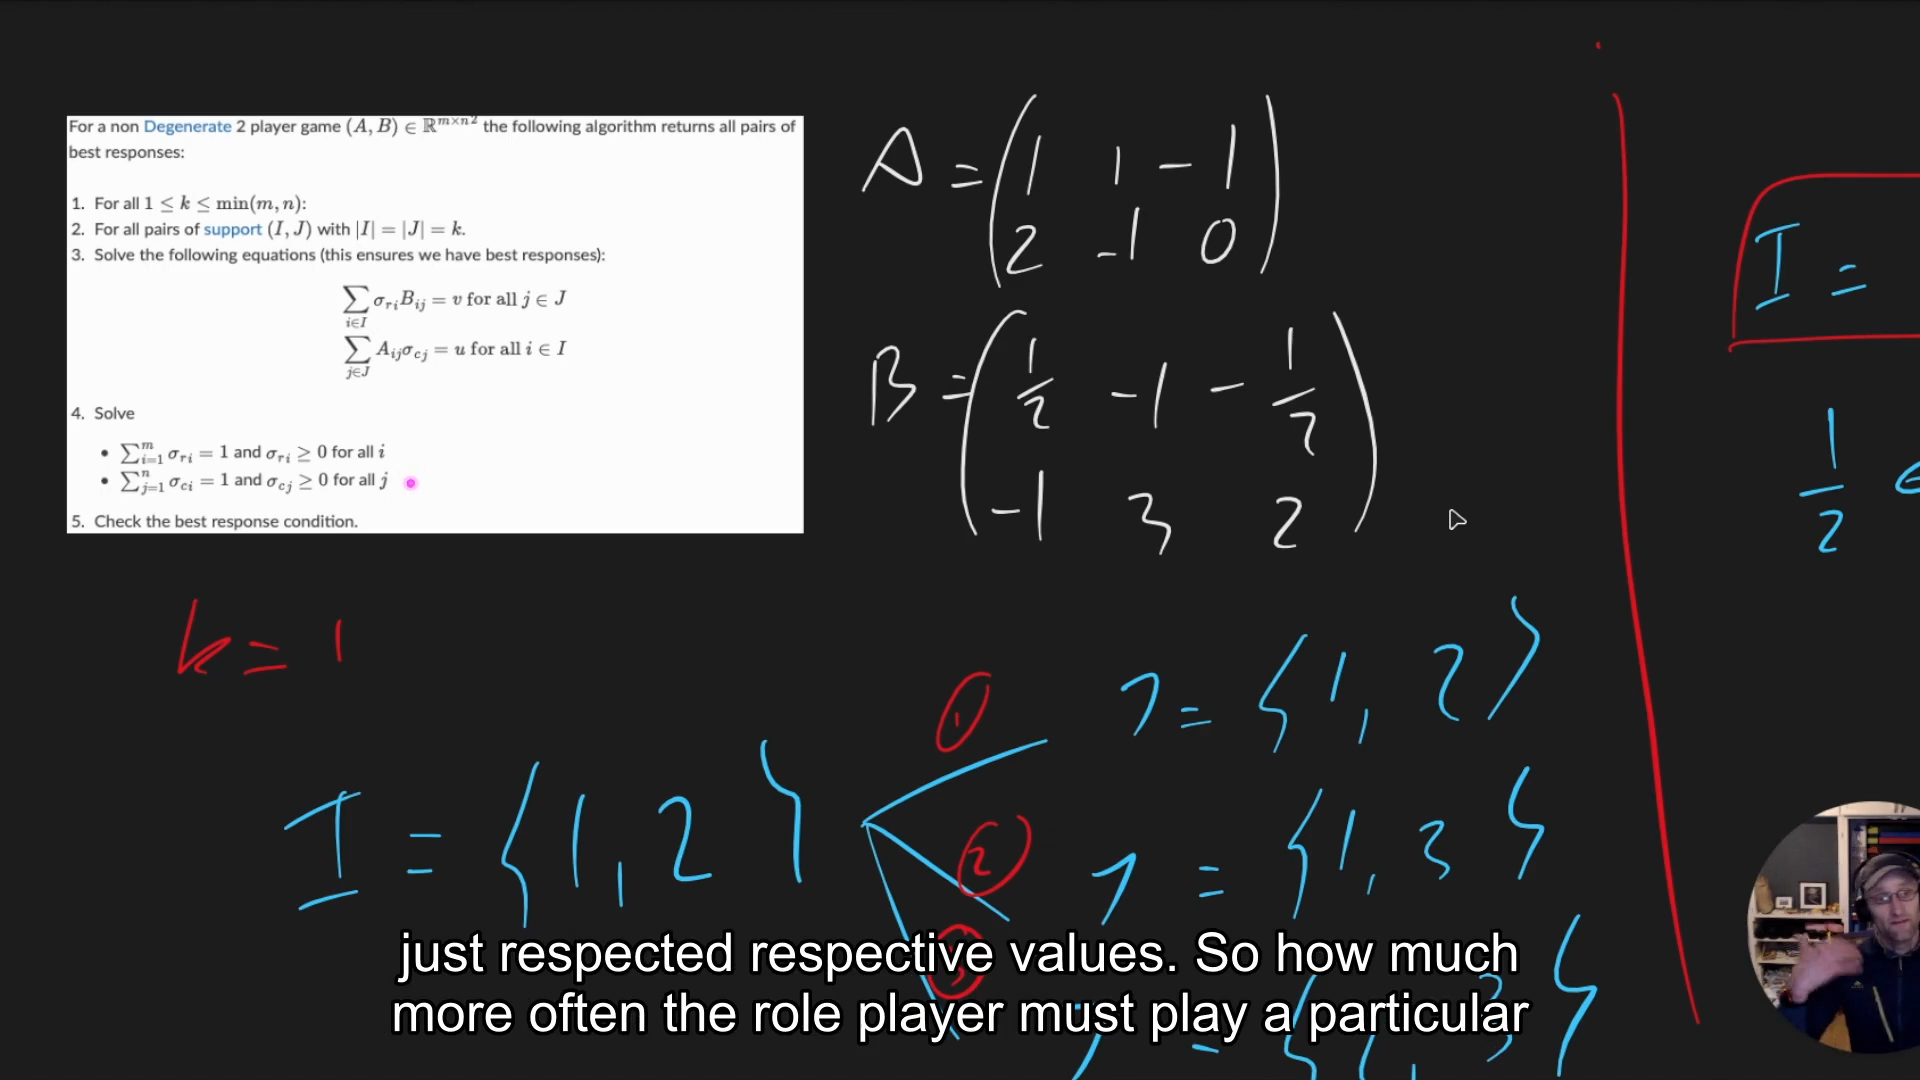 For a non Degenerate 2 player game (A, B) ∈ ℝ^{m×n^2} the following algorithm returns all pairs of
best responses:
1. For all 1 ≤ k ≤ min(m, n):
2. For all pairs of support (I, J) with |I| = |J| = k.
3. Solve the following equations (this ensures we have best responses):
∑_{i∈I} σ_{ri}B_{ij} = v for all j ∈ J
∑_{j∈J} A_{ij}σ_{cj} = u for all i ∈ I
4. Solve
• ∑_{i=1}^{m} σ_{ri} = 1 and σ_{ri} ≥ 0 for all i
• ∑_{j=1}^{n} σ_{ci} = 1 and σ_{cj} ≥ 0 for all j
5. Check the best response condition.
A = ( 1 1 -1
2 -1 0 )
B = ( 1/2 -1 -1/2
-1 3 2 )
I =
1/2
k = 1
① J = { 1, 2 }
I = { 1, 2 }
② J = { 1, 3 }
just respected respective values. So how much
more often the role player must play a particular